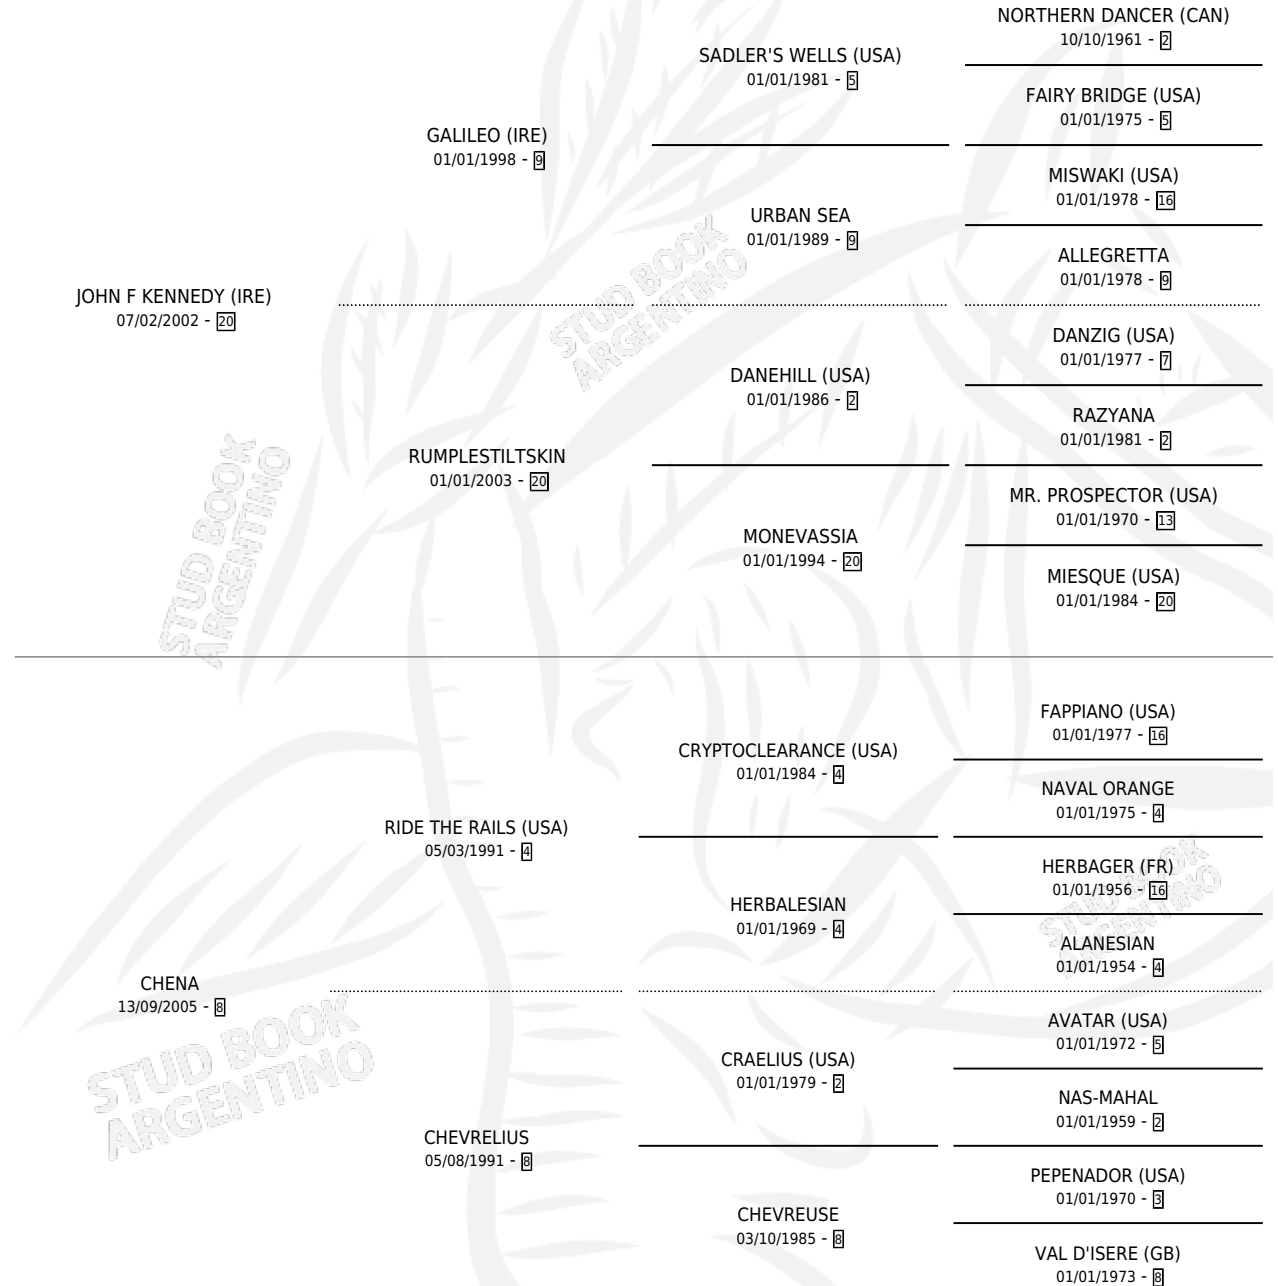 NORTHERN DANCER (CAN)
10/10/1961 - 2
SADLER'S WELLS (USA)
01/01/1981 - 5
FAIRY BRIDGE (USA)
01/01/1975 - 5
GALILEO (IRE)
01/01/1998 - 9
MISWAKI (USA)
01/01/1978 - 16
URBAN SEA
01/01/1989 - 9
ALLEGRETTA
01/01/1978 - 9
JOHN F KENNEDY (IRE)
07/02/2002 - 20
DANZIG (USA)
01/01/1977 - 7
DANEHILL (USA)
01/01/1986 - 2
RAZYANA
01/01/1981 - 2
RUMPLESTILTSKIN
01/01/2003 - 20
MR. PROSPECTOR (USA)
01/01/1970 - 13
MONEVASSIA
01/01/1994 - 20
MIESQUE (USA)
01/01/1984 - 20
STUD BOOK
ARGENTINO
STUD BOOK
ARGENTINO
FAPPIANO (USA)
01/01/1977 - 16
CRYPTOCLEARANCE (USA)
01/01/1984 - 4
NAVAL ORANGE
01/01/1975 - 4
RIDE THE RAILS (USA)
05/03/1991 - 4
HERBAGER (FR)
01/01/1956 - 16
HERBALESIAN
01/01/1969 - 4
ALANESIAN
01/01/1954 - 4
STUD BOOK
ARGENTINO
CHENA
13/09/2005 - 8
AVATAR (USA)
01/01/1972 - 5
CRAELIUS (USA)
01/01/1979 - 2
NAS-MAHAL
01/01/1959 - 2
CHEVRELIUS
05/08/1991 - 8
PEPENADOR (USA)
01/01/1970 - 3
CHEVREUSE
03/10/1985 - 8
VAL D'ISERE (GB)
01/01/1973 - 8
STUD BOOK
ARGENTINO